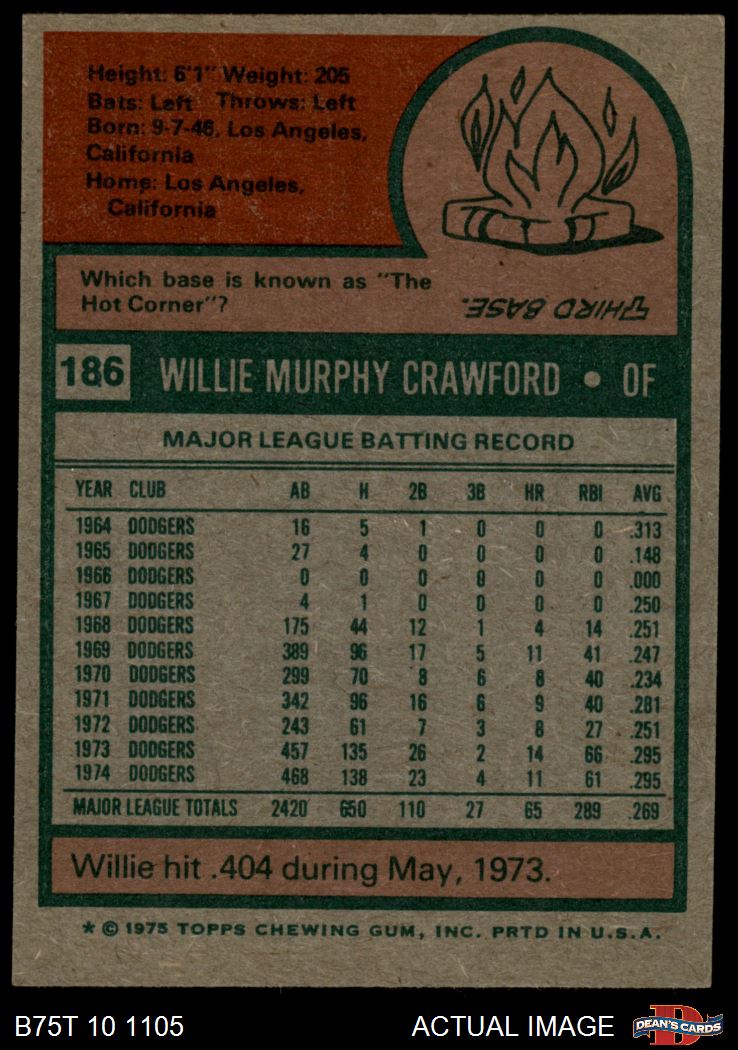 Height: 6'1" Weight: 205
Bats: Left Throws: Left
Born: 9-7-46, Los Angeles,
California
Home: Los Angeles,
California
Which base is known as "The
Hot Corner"?
THIRD BASE.
186 WILLIE MURPHY CRAWFORD • OF
MAJOR LEAGUE BATTING RECORD
YEAR CLUB AB H 2B 3B HR RBI AVG
1964 DODGERS 16 5 1 0 0 0 .313
1965 DODGERS 27 4 0 0 0 0 .148
1966 DODGERS 0 0 0 0 0 0 .000
1967 DODGERS 4 1 0 0 0 0 .250
1968 DODGERS 175 44 12 1 4 14 .251
1969 DODGERS 389 96 17 5 11 41 .247
1970 DODGERS 299 70 8 6 8 40 .234
1971 DODGERS 342 96 16 6 9 40 .281
1972 DODGERS 243 61 7 3 8 27 .251
1973 DODGERS 457 135 26 2 14 66 .295
1974 DODGERS 468 138 23 4 11 61 .295
MAJOR LEAGUE TOTALS 2420 650 110 27 65 289 .269
Willie hit .404 during May, 1973.
* © 1975 TOPPS CHEWING GUM, INC. PRTD IN U.S.A.
B75T 10 1105 ACTUAL IMAGE D DEAN'S CARDS